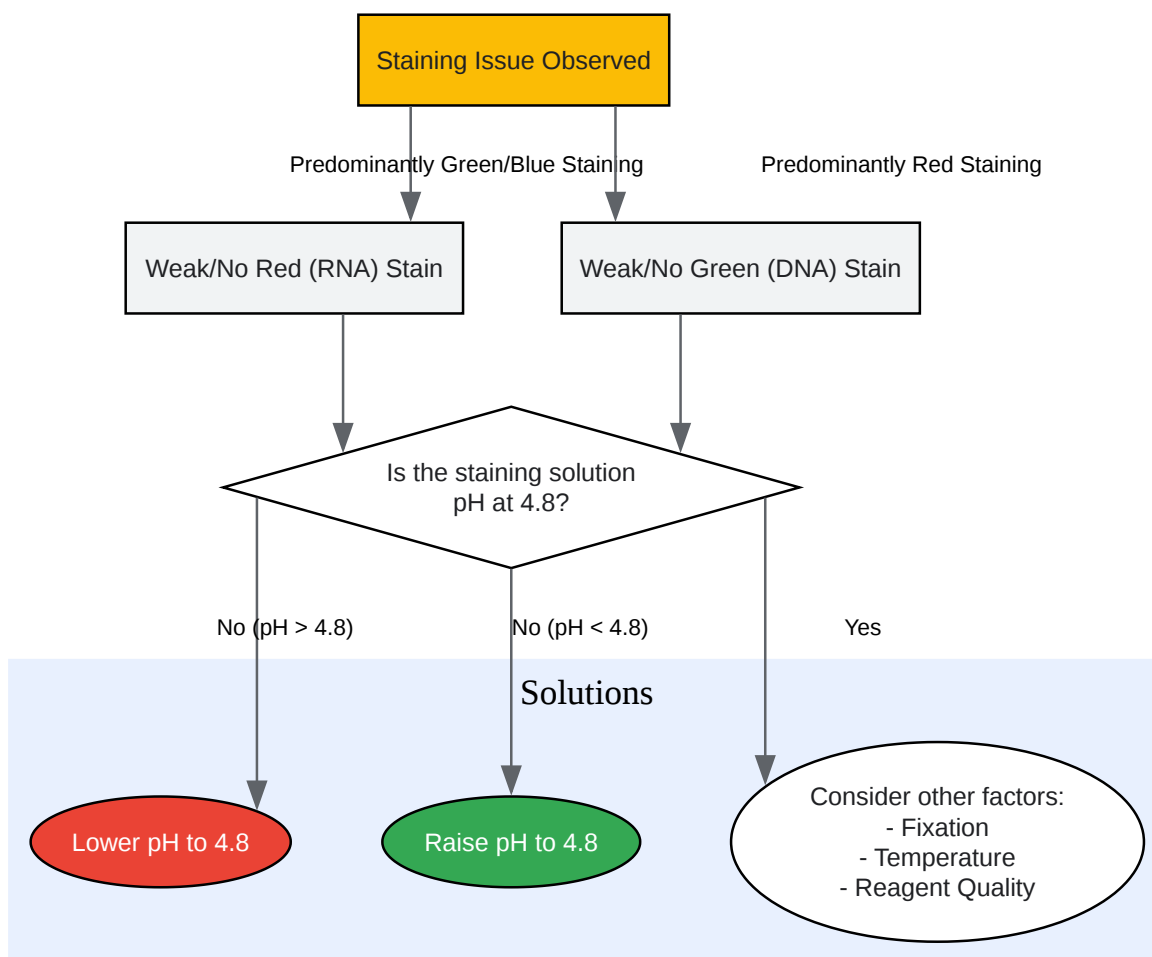 Staining Issue Observed
Predominantly Green/Blue Staining
Predominantly Red Staining
Weak/No Red (RNA) Stain
Weak/No Green (DNA) Stain
Is the staining solution
pH at 4.8?
No (pH > 4.8)
No (pH < 4.8)
Yes
Solutions
Lower pH to 4.8
Raise pH to 4.8
Consider other factors:
- Fixation
- Temperature
- Reagent Quality